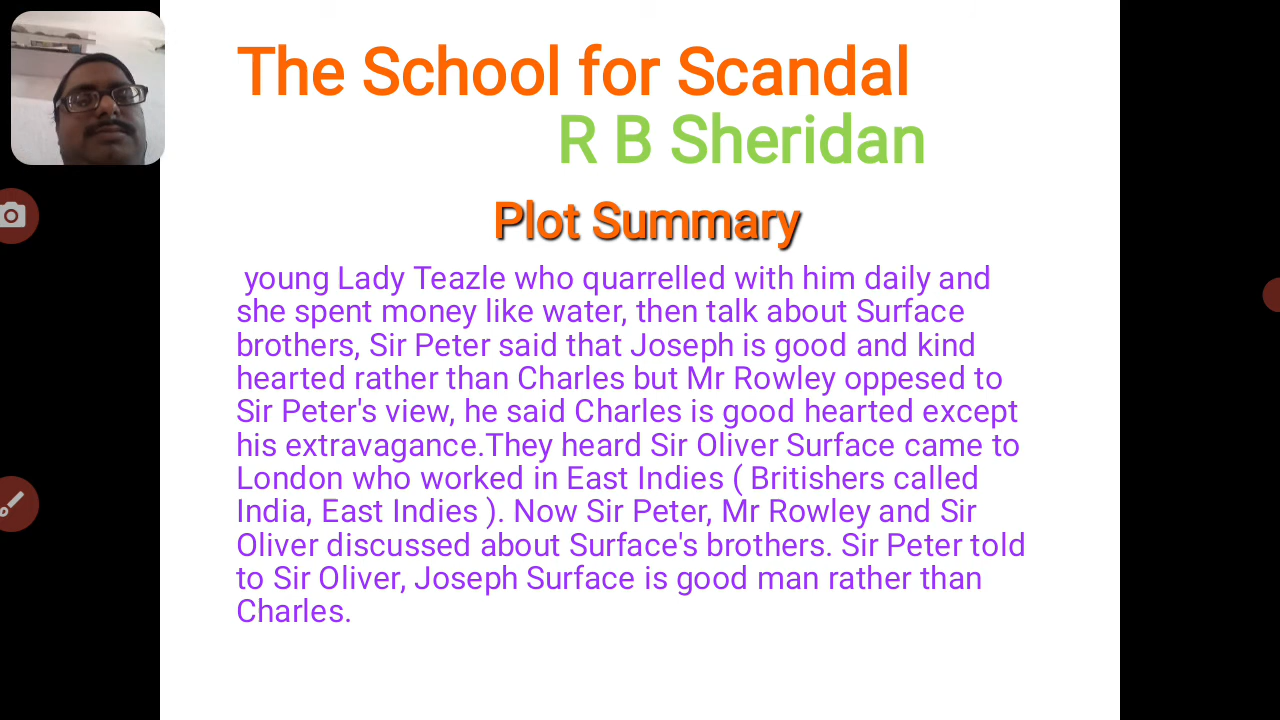 The School for Scandal
R B Sheridan
Plot Summary
young Lady Teazle who quarrelled with him daily and
she spent money like water, then talk about Surface
brothers, Sir Peter said that Joseph is good and kind
hearted rather than Charles but Mr Rowley oppesed to
Sir Peter's view, he said Charles is good hearted except
his extravagance.They heard Sir Oliver Surface came to
London who worked in East Indies ( Britishers called
India, East Indies ). Now Sir Peter, Mr Rowley and Sir
Oliver discussed about Surface's brothers. Sir Peter told
to Sir Oliver, Joseph Surface is good man rather than
Charles.